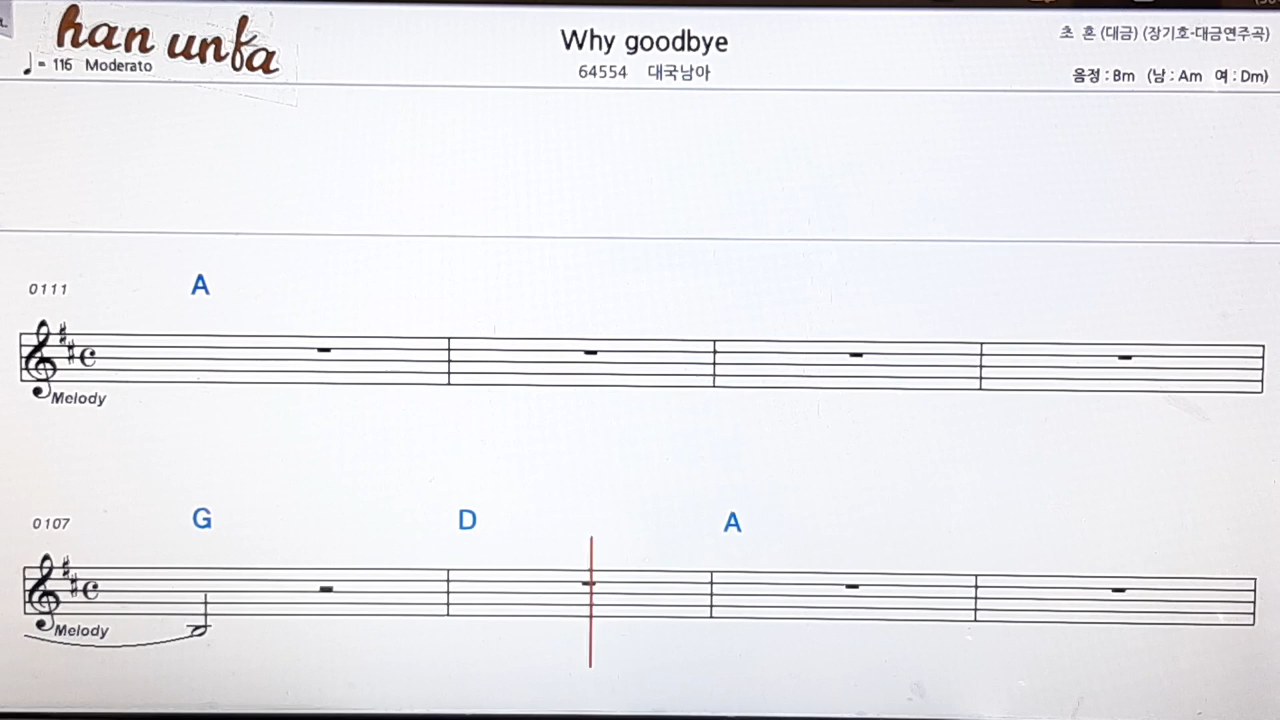 han unfa
♩= 116 Moderato
Why goodbye
64554 대국남아
초 혼 (대금) (장기호-대금연주곡)
음정 : Bm (남 : Am 여 : Dm)
0111
A
Melody
0107
G D A
Melody